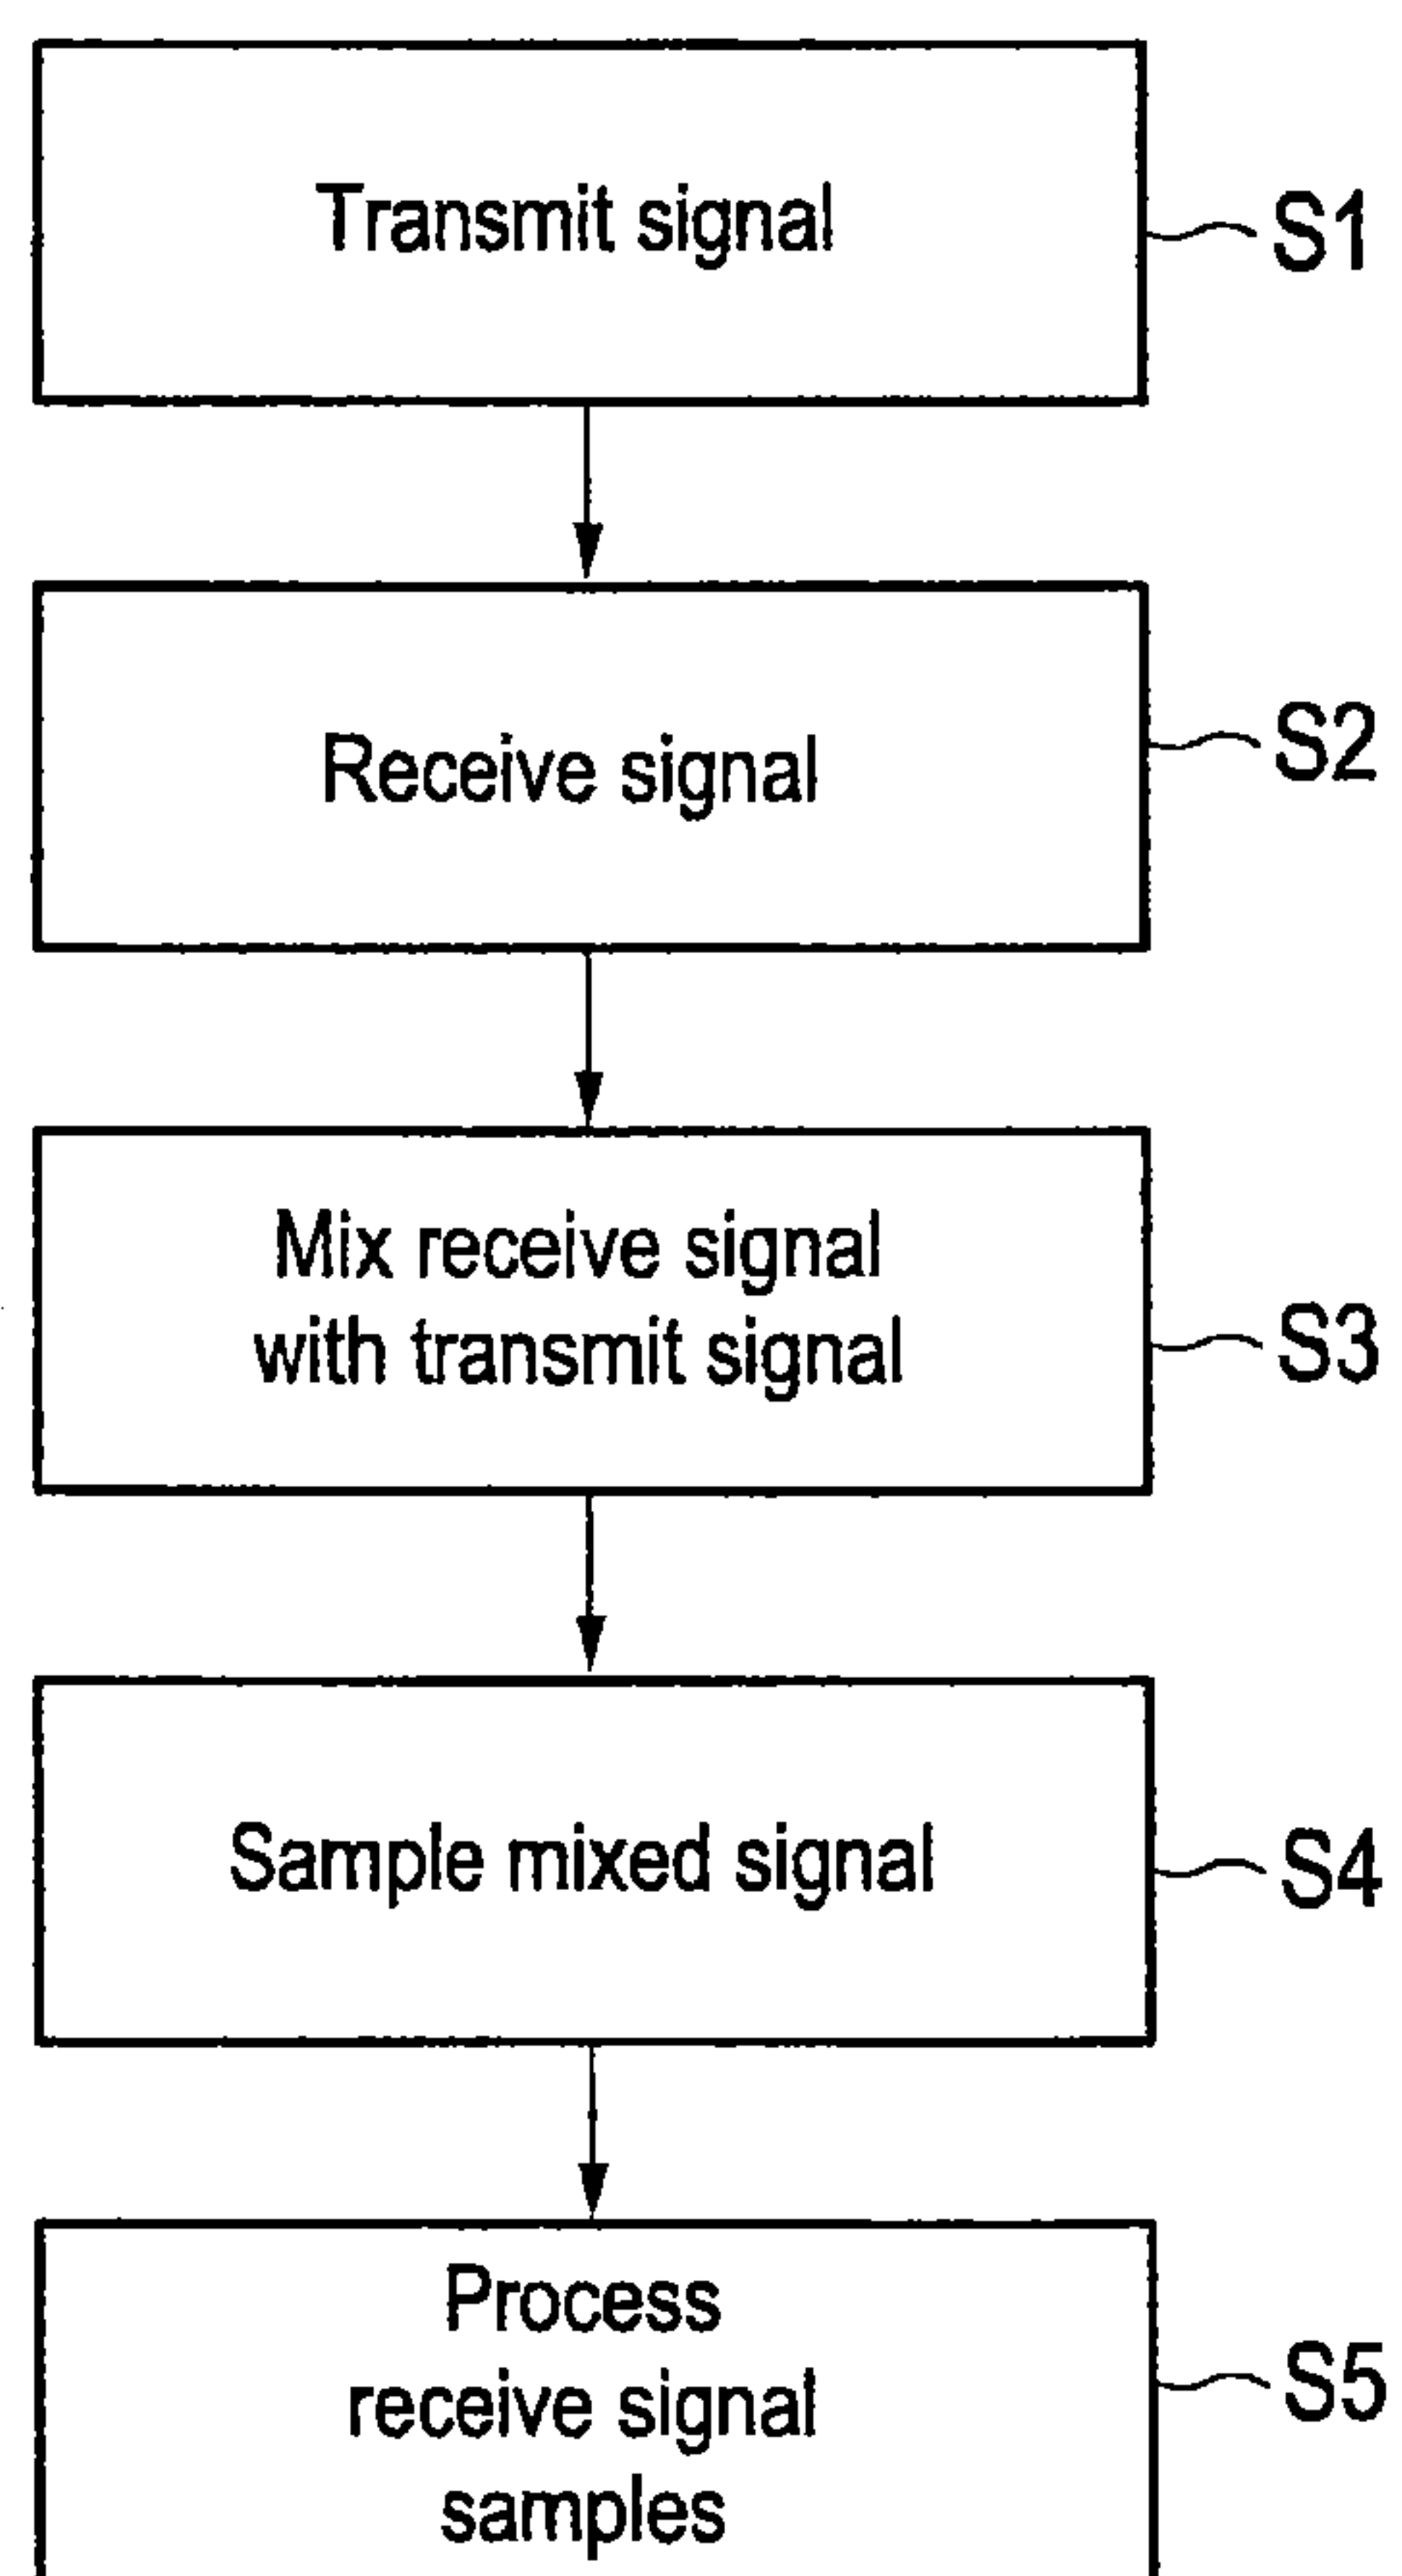 Transmit signal
S1
Receive signal
S2
Mix receive signal
with transmit signal
S3
Sample mixed signal
S4
Process
receive signal
samples
S5